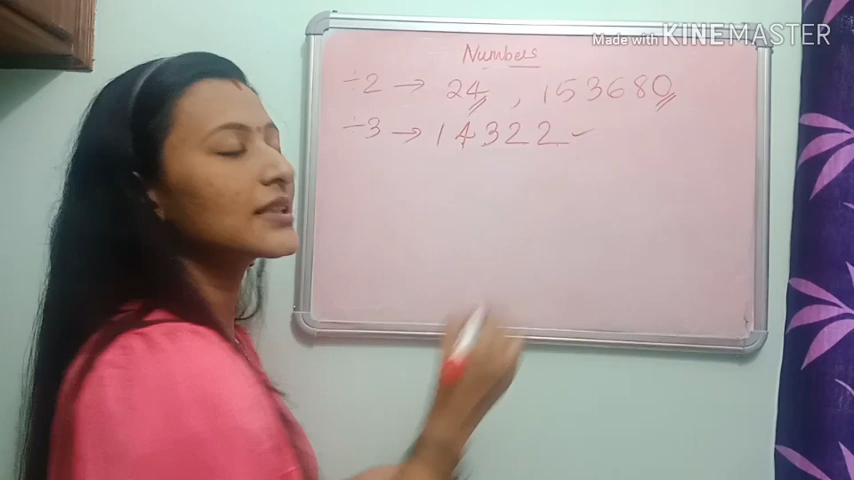 Made with KINEMASTER
Numbers
÷2 → 24, 153680
÷3 → 14322